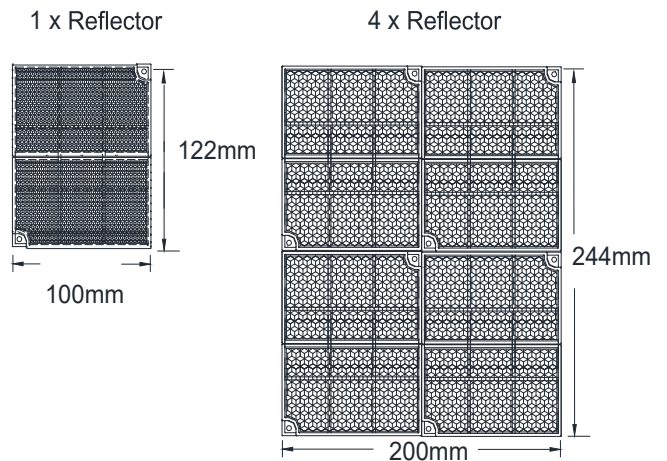 1 x Reflector
4 x Reflector
122mm
244mm
100mm
200mm